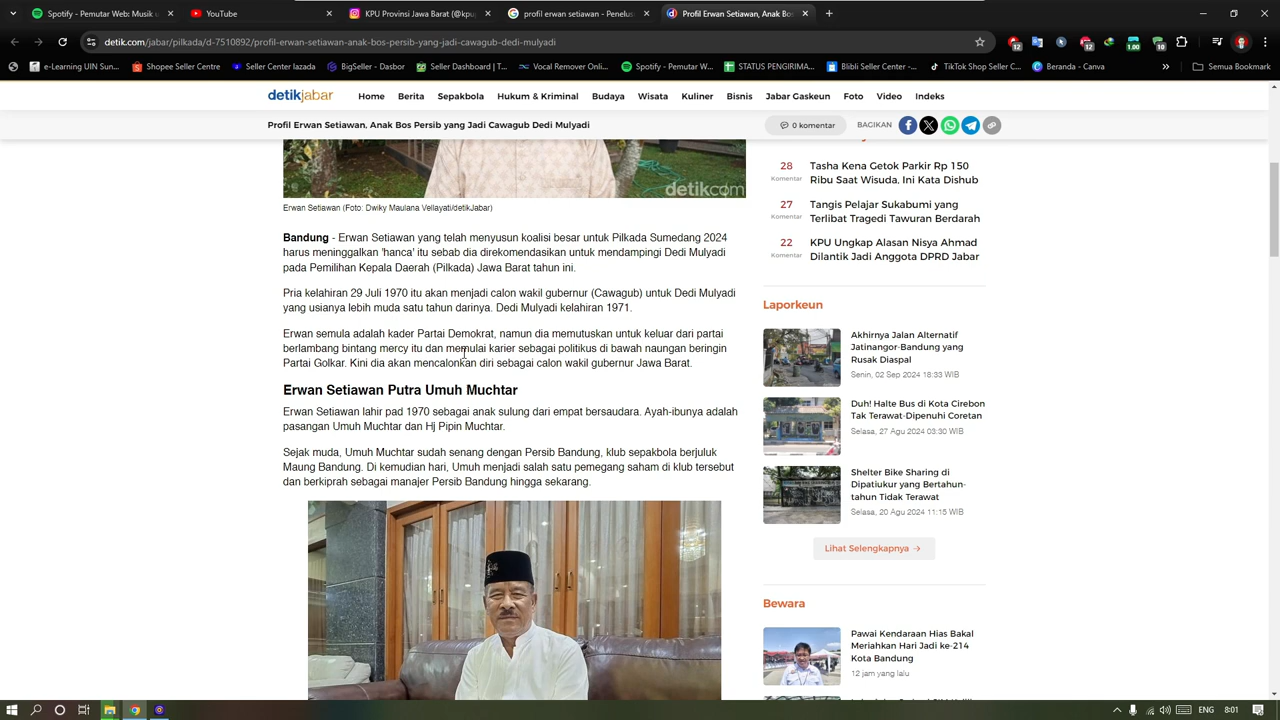 Spotify - Pemutar Web: Musik u
YouTube
KPU Provinsi Jawa Barat (@kpu
profil erwan setiawan - Penelus
Profil Erwan Setiawan, Anak Bos
detik.com/jabar/pilkada/d-7510892/profil-erwan-setiawan-anak-bos-persib-yang-jadi-cawagub-dedi-mulyadi
12
12
1.00
10
e-Learning UIN Sun...
Shopee Seller Centre
Seller Center lazada
BigSeller - Dasbor
Seller Dashboard | T...
Vocal Remover Onli...
Spotify - Pemutar W...
STATUS PENGIRIMA...
Blibli Seller Center -...
TikTok Shop Seller C...
Beranda - Canva
Semua Bookmark
detikjabar
Home Berita Sepakbola Hukum & Kriminal Budaya Wisata Kuliner Bisnis Jabar Gaskeun Foto Video Indeks
Profil Erwan Setiawan, Anak Bos Persib yang Jadi Cawagub Dedi Mulyadi
0 komentar
BAGIKAN
detikcom
Erwan Setiawan (Foto: Dwiky Maulana Vellayati/detikJabar)
Bandung - Erwan Setiawan yang telah menyusun koalisi besar untuk Pilkada Sumedang 2024
harus meninggalkan 'hanca' itu sebab dia direkomendasikan untuk mendampingi Dedi Mulyadi
pada Pemilihan Kepala Daerah (Pilkada) Jawa Barat tahun ini.
Pria kelahiran 29 Juli 1970 itu akan menjadi calon wakil gubernur (Cawagub) untuk Dedi Mulyadi
yang usianya lebih muda satu tahun darinya. Dedi Mulyadi kelahiran 1971.
Erwan semula adalah kader Partai Demokrat, namun dia memutuskan untuk keluar dari partai
berlambang bintang mercy itu dan memulai karier sebagai politikus di bawah naungan beringin
Partai Golkar. Kini dia akan mencalonkan diri sebagai calon wakil gubernur Jawa Barat.
Erwan Setiawan Putra Umuh Muchtar
Erwan Setiawan lahir pad 1970 sebagai anak sulung dari empat bersaudara. Ayah-ibunya adalah
pasangan Umuh Muchtar dan Hj Pipin Muchtar.
Sejak muda, Umuh Muchtar sudah senang dengan Persib Bandung, klub sepakbola berjuluk
Maung Bandung. Di kemudian hari, Umuh menjadi salah satu pemegang saham di klub tersebut
dan berkiprah sebagai manajer Persib Bandung hingga sekarang.
28
Komentar
Tasha Kena Getok Parkir Rp 150
Ribu Saat Wisuda, Ini Kata Dishub
27
Komentar
Tangis Pelajar Sukabumi yang
Terlibat Tragedi Tawuran Berdarah
22
Komentar
KPU Ungkap Alasan Nisya Ahmad
Dilantik Jadi Anggota DPRD Jabar
Laporkeun
Akhirnya Jalan Alternatif
Jatinangor-Bandung yang
Rusak Diaspal
Senin, 02 Sep 2024 18:33 WIB
Duh! Halte Bus di Kota Cirebon
Tak Terawat-Dipenuhi Coretan
Selasa, 27 Agu 2024 03:30 WIB
Shelter Bike Sharing di
Dipatiukur yang Bertahun-
tahun Tidak Terawat
Selasa, 20 Agu 2024 11:15 WIB
Lihat Selengkapnya
Bewara
Pawai Kendaraan Hias Bakal
Meriahkan Hari Jadi ke-214
Kota Bandung
12 jam yang lalu
ENG
8:01